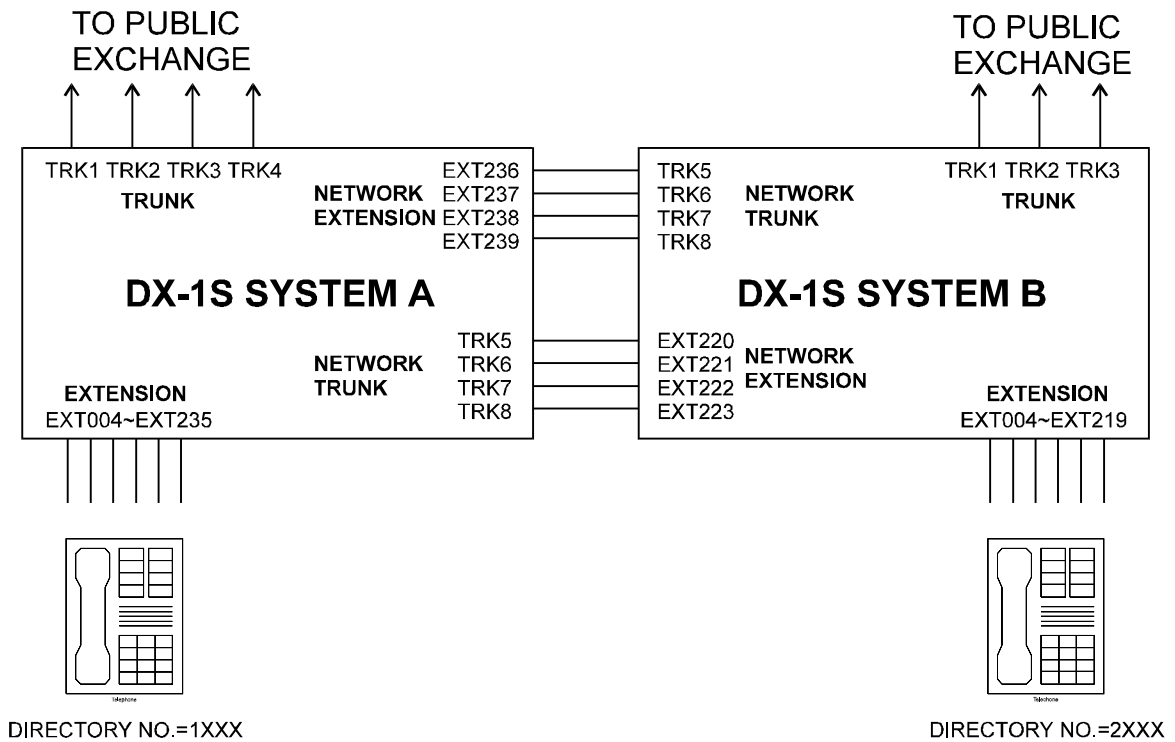 TO PUBLIC
EXCHANGE
TO PUBLIC
EXCHANGE
TRK1 TRK2 TRK3 TRK4
TRUNK
NETWORK
EXTENSION
EXT236
EXT237
EXT238
EXT239
TRK5
TRK6
TRK7
TRK8
NETWORK
TRUNK
TRK1 TRK2 TRK3
TRUNK
DX-1S SYSTEM A
DX-1S SYSTEM B
NETWORK
TRUNK
TRK5
TRK6
TRK7
TRK8
EXT220
EXT221
EXT222
EXT223
NETWORK
EXTENSION
EXTENSION
EXT004~EXT235
EXTENSION
EXT004~EXT219
Telephone
Telephone
DIRECTORY NO.=1XXX
DIRECTORY NO.=2XXX